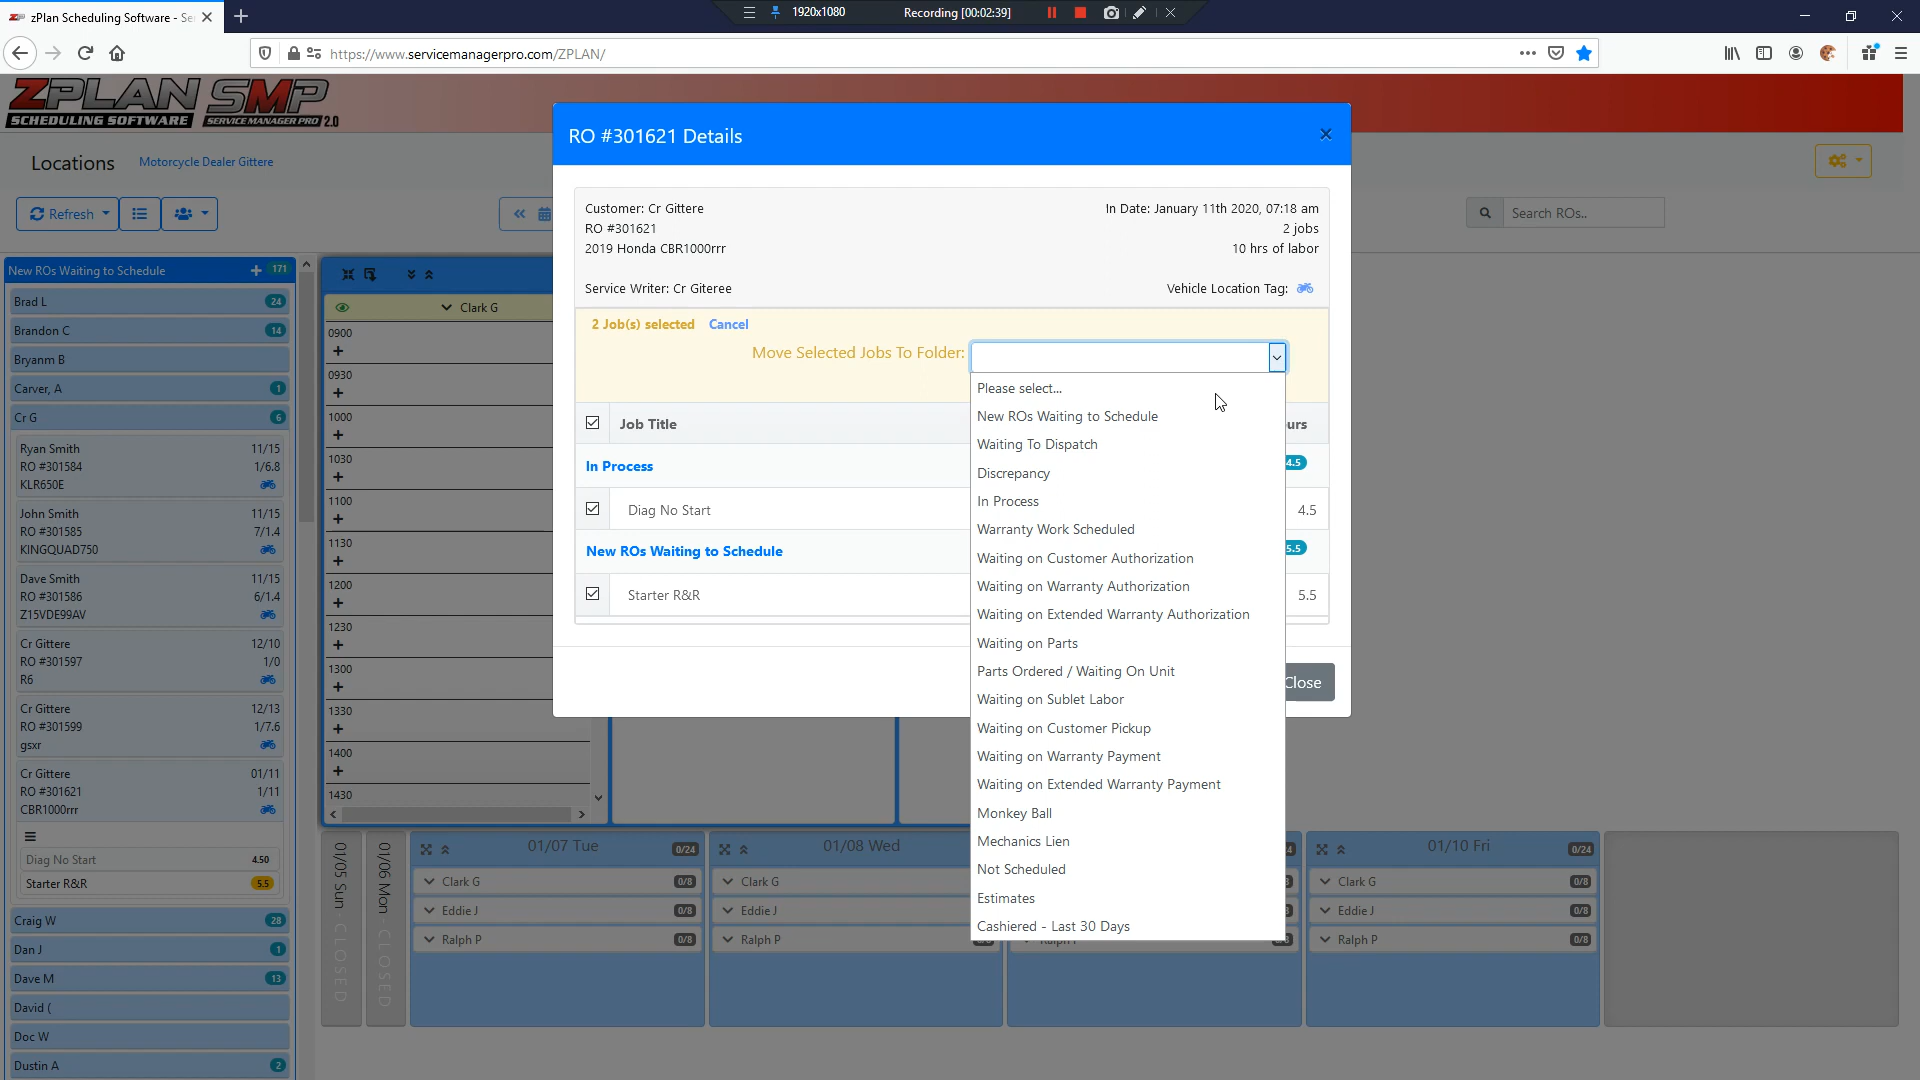 zPlan Scheduling Software - Se
1920x1080
Recording [00:02:39]
https://www.servicemanagerpro.com/ZPLAN/
ZPLAN SMP
SCHEDULING SOFTWARE SERVICE MANAGER PRO 2.0
Locations Motorcycle Dealer Gittere
Refresh
Search ROs..
New ROs Waiting to Schedule + 171
Brad L 24
Brandon C 14
Bryanm B
Carver, A 1
Cr G 6
Ryan Smith 11/15
RO #301584 1/6.8
KLR650E
John Smith 11/15
RO #301585 7/1.4
KINGQUAD750
Dave Smith 11/15
RO #301586 6/1.4
Z15VDE99AV
Cr Gittere 12/10
RO #301597 1/0
R6
Cr Gittere 12/13
RO #301599 1/7.6
gsxr
Cr Gittere 01/11
RO #301621 1/11
CBR1000rrr
Diag No Start 4.50
Starter R&R 5.5
Craig W 28
Dan J 1
Dave M 13
David (
Doc W
Dustin A 2
Clark G
0900
+
0930
+
1000
+
1030
+
1100
+
1130
+
1200
+
1230
+
1300
+
1330
+
1400
+
1430
RO #301621 Details
Customer: Cr Gittere In Date: January 11th 2020, 07:18 am
RO #301621 2 jobs
2019 Honda CBR1000rrr 10 hrs of labor
Service Writer: Cr Giteree Vehicle Location Tag:
2 Job(s) selected Cancel
Move Selected Jobs To Folder:
Job Title urs
In Process 4.5
Diag No Start 4.5
New ROs Waiting to Schedule 5.5
Starter R&R 5.5
Close
Please select...
New ROs Waiting to Schedule
Waiting To Dispatch
Discrepancy
In Process
Warranty Work Scheduled
Waiting on Customer Authorization
Waiting on Warranty Authorization
Waiting on Extended Warranty Authorization
Waiting on Parts
Parts Ordered / Waiting On Unit
Waiting on Sublet Labor
Waiting on Customer Pickup
Waiting on Warranty Payment
Waiting on Extended Warranty Payment
Monkey Ball
Mechanics Lien
Not Scheduled
Estimates
Cashiered - Last 30 Days
01/05 Sun - CLOSED
01/06 Mon - CLOSED
01/07 Tue 0/24
Clark G 0/8
Eddie J 0/8
Ralph P 0/8
01/08 Wed
Clark G
Eddie J
Ralph P
01/10 Fri 0/24
Clark G 0/8
Eddie J 0/8
Ralph P 0/8